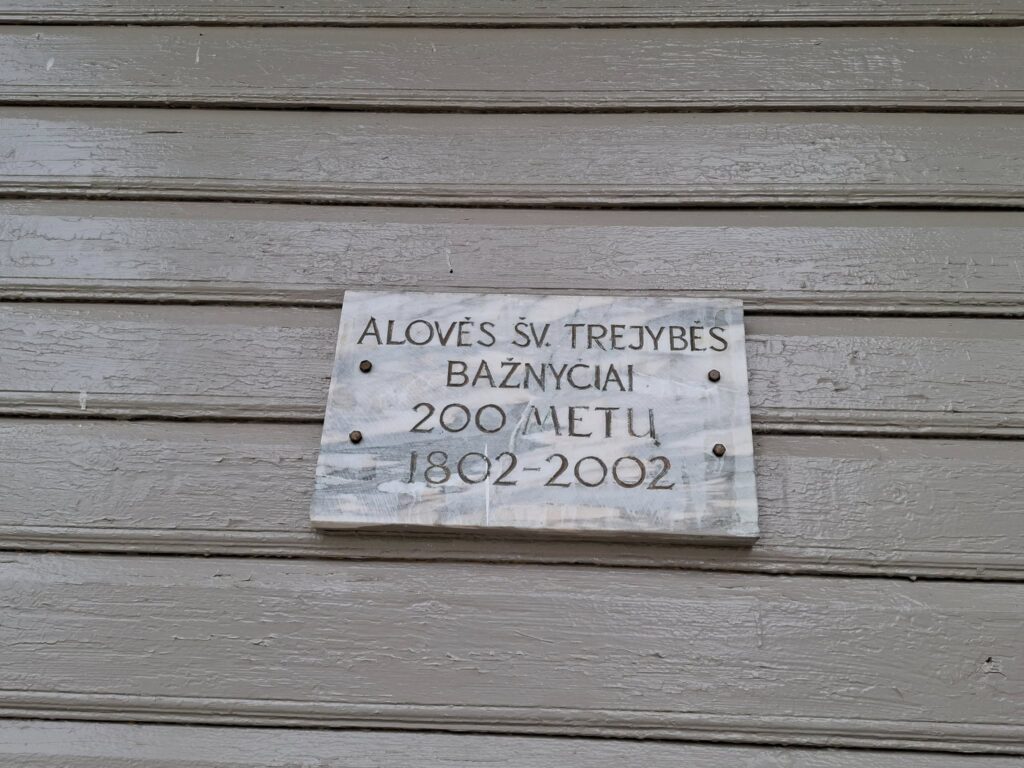 ALOVĖS ŠV. TREJYBĖS
BAŽNYČIAI
200 METŲ
1802-2002